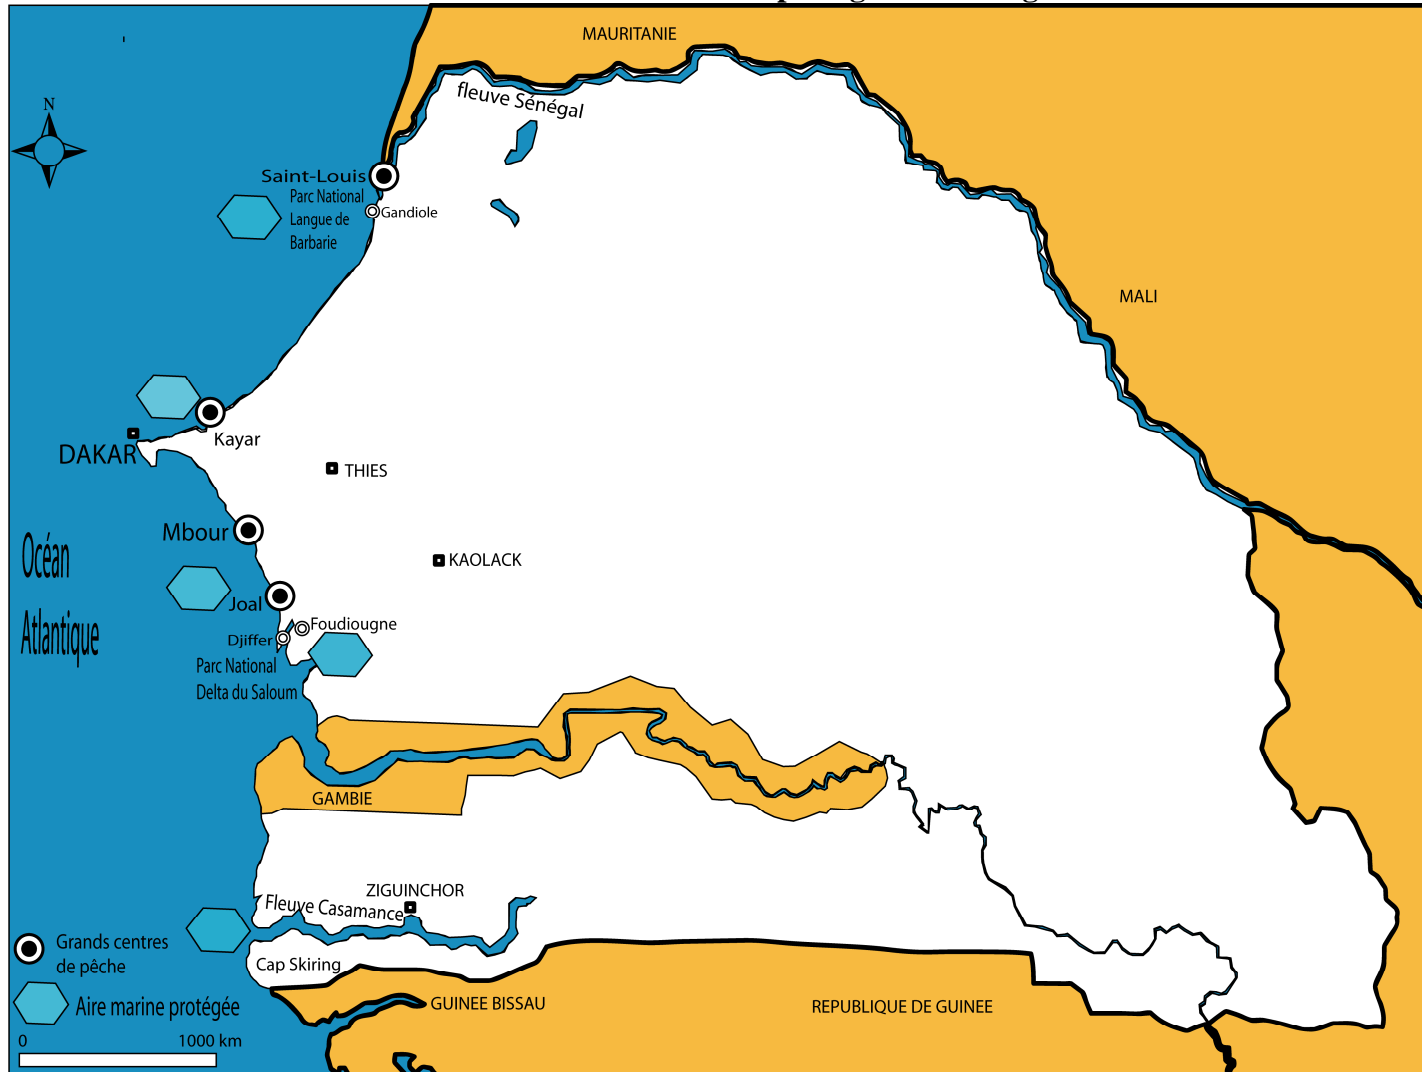 MAURITANIE
fleuve Sénégal
N
Saint-Louis
Parc National
Langue de
Barbarie
Gandiole
MALI
Kayar
DAKAR
THIES
Mbour
KAOLACK
Océan
Atlantique
Joal
Foudiougne
Djiffer
Parc National
Delta du Saloum
GAMBIE
ZIGUINCHOR
Fleuve Casamance
Cap Skiring
GUINEE BISSAU
REPUBLIQUE DE GUINEE
Grands centres
de pêche
Aire marine protégée
0 1000 km